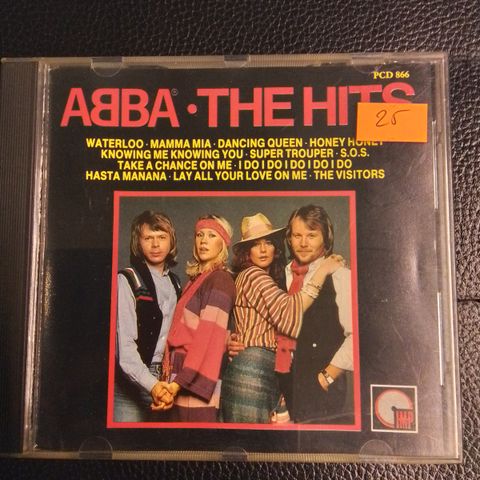 PCD 866
ABBA® · THE HITS
25
WATERLOO · MAMMA MIA · DANCING QUEEN · HONEY HONEY
KNOWING ME KNOWING YOU · SUPER TROUPER · S.O.S.
TAKE A CHANCE ON ME · I DO I DO I DO I DO I DO
HASTA MANANA · LAY ALL YOUR LOVE ON ME · THE VISITORS
IMP